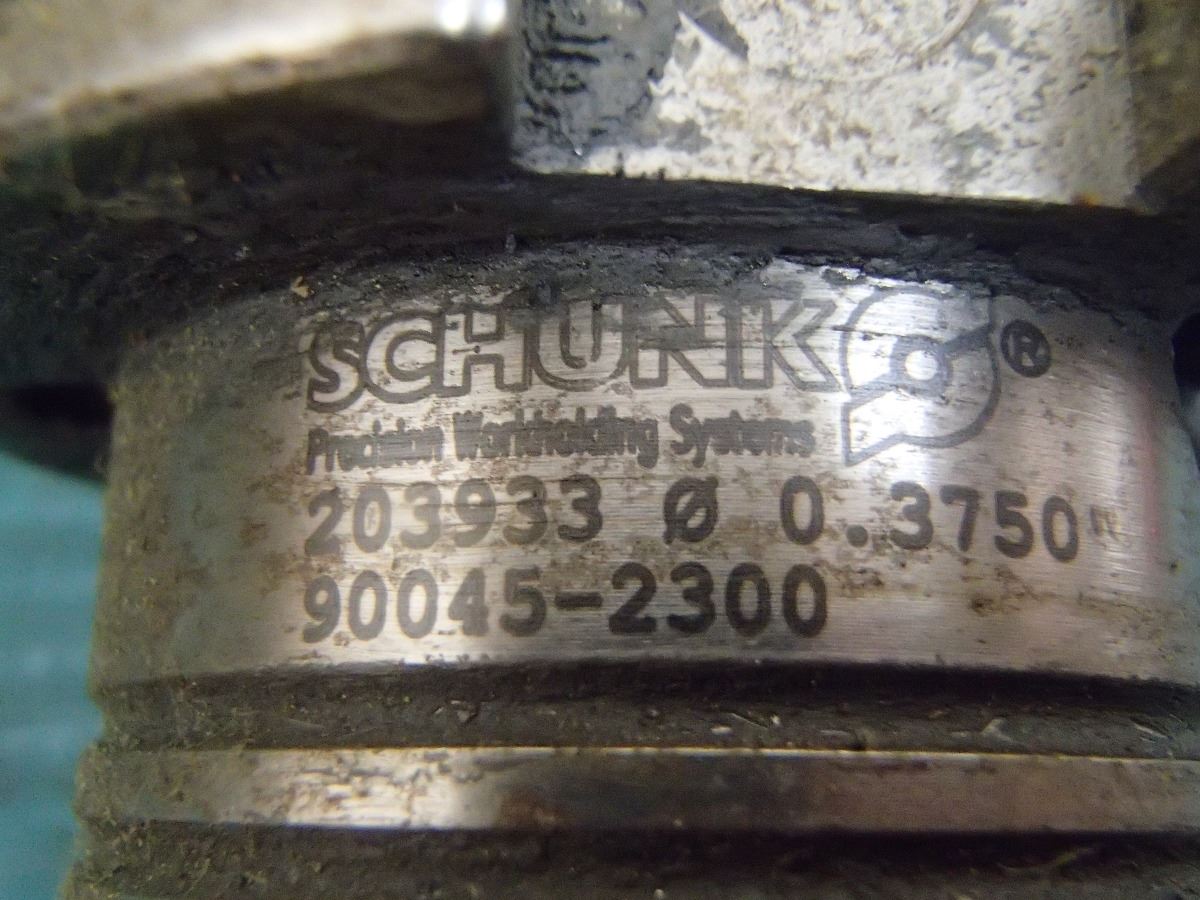 SCHUNK ®
Precision Workholding Systems
203933 Ø 0.3750"
90045-2300